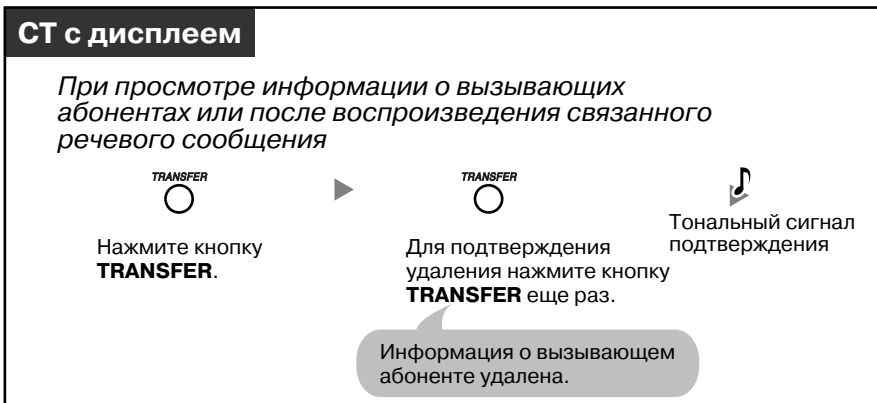 СТ с дисплеем
При просмотре информации о вызывающих
абонентах или после воспроизведения связанного
речевого сообщения
TRANSFER
Нажмите кнопку
TRANSFER.
TRANSFER
Для подтверждения
удаления нажмите кнопку
TRANSFER еще раз.
Тональный сигнал
подтверждения
Информация о вызывающем
абоненте удалена.